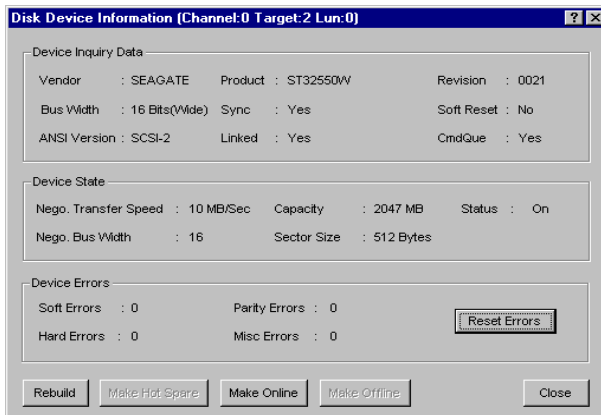 Disk Device Information (Channel:0 Target:2 Lun:0)
Device Inquiry Data
Vendor : SEAGATE Product : ST32550W Revision : 0021
Bus Width : 16 Bits(Wide) Sync : Yes Soft Reset : No
ANSI Version : SCSI-2 Linked : Yes CmdQue : Yes
Device State
Nego. Transfer Speed : 10 MB/Sec Capacity : 2047 MB Status : On
Nego. Bus Width : 16 Sector Size : 512 Bytes
Device Errors
Soft Errors : 0 Parity Errors : 0
Hard Errors : 0 Misc Errors : 0
Reset Errors
Rebuild Make Hot Spare Make Online Make Offline Close